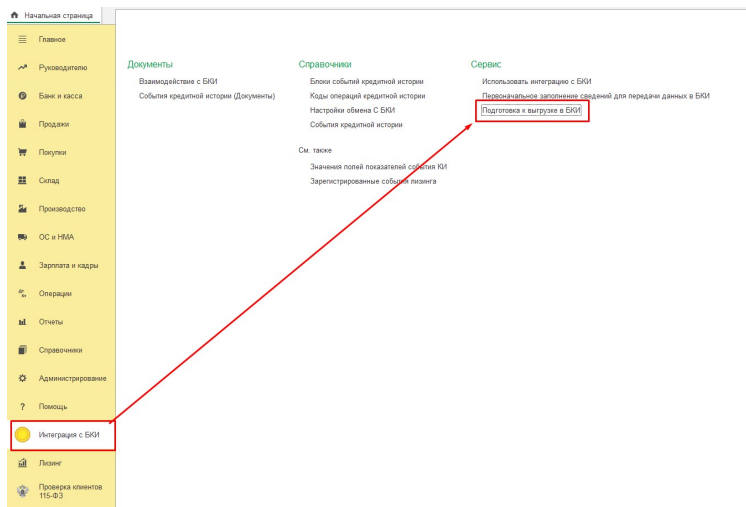 Начальная страница
Главное
Руководителю
Банк и касса
Продажи
Покупки
Склад
Производство
ОС и НМА
Зарплата и кадры
Операции
Отчеты
Справочники
Администрирование
Помощь
Интеграция с БКИ
Лизинг
Проверка клиентов
115-ФЗ
Документы
Взаимодействие с БКИ
События кредитной истории (Документы)
Справочники
Блоки событий кредитной истории
Коды операций кредитной истории
Настройки обмена С БКИ
События кредитной истории
См. также
Значения полей показателей события КИ
Зарегистрированные события лизинга
Сервис
Использовать интеграцию с БКИ
Первоначальное заполнение сведений для передачи данных в БКИ
Подготовка к выгрузке в БКИ